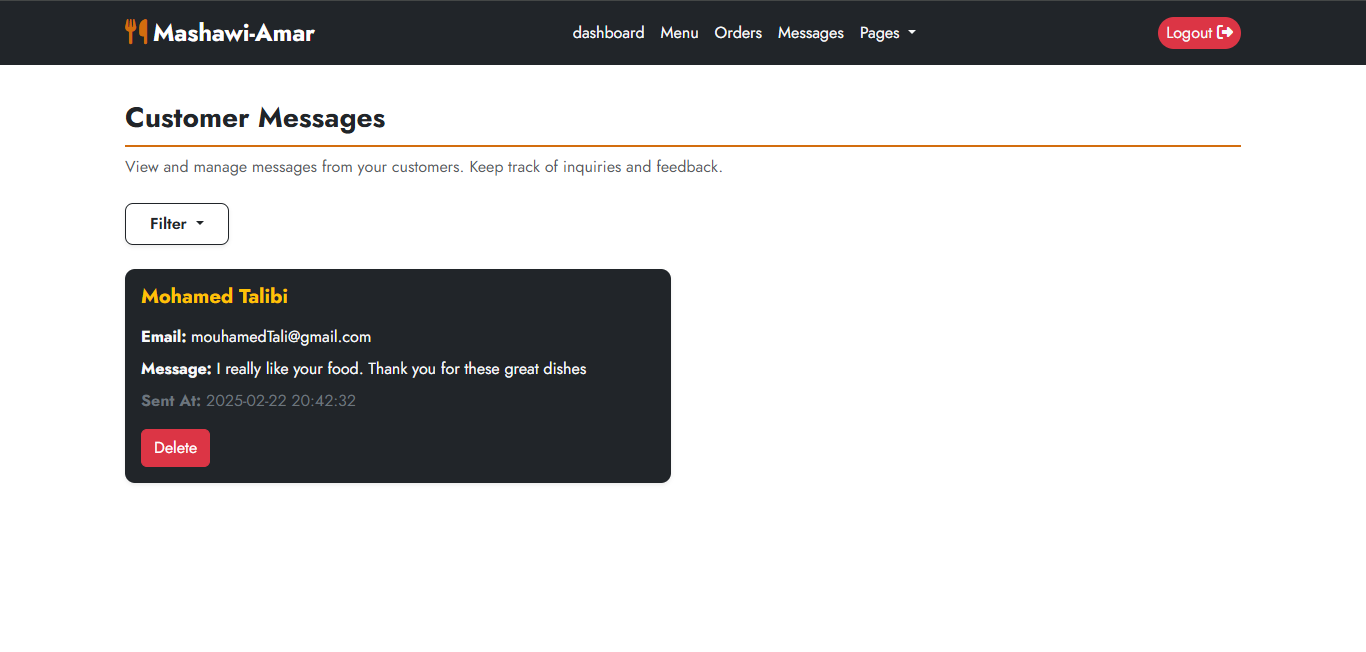 Mashawi-Amar
dashboard Menu Orders Messages Pages
Logout
Customer Messages
View and manage messages from your customers. Keep track of inquiries and feedback.
Filter
Mohamed Talibi
Email: mouhamedTali@gmail.com
Message: I really like your food. Thank you for these great dishes
Sent At: 2025-02-22 20:42:32
Delete